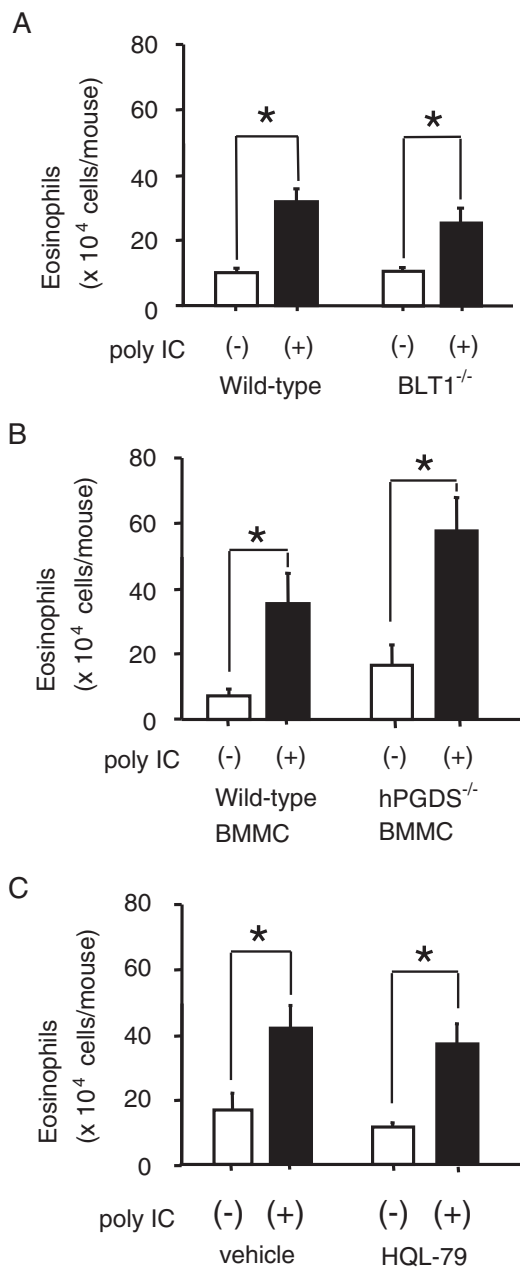 A
80
60
40
20
0
Eosinophils
(x 10⁴ cells/mouse)
*
*
poly IC (-) (+) (-) (+)
Wild-type BLT1-/-
B
80
60
40
20
0
Eosinophils
(x 10⁴ cells/mouse)
*
*
poly IC (-) (+) (-) (+)
Wild-type hPGDS-/-
BMMC BMMC
C
80
60
40
20
0
Eosinophils
(x 10⁴ cells/mouse)
*
*
poly IC (-) (+) (-) (+)
vehicle HQL-79